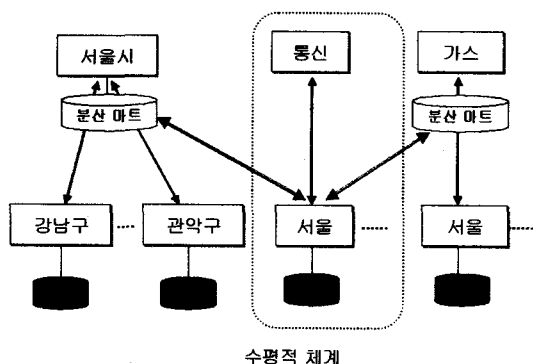 서울시
통신
가스
분산 마트
분산 마트
강남구
관악구
서울
서울
수평적 체계